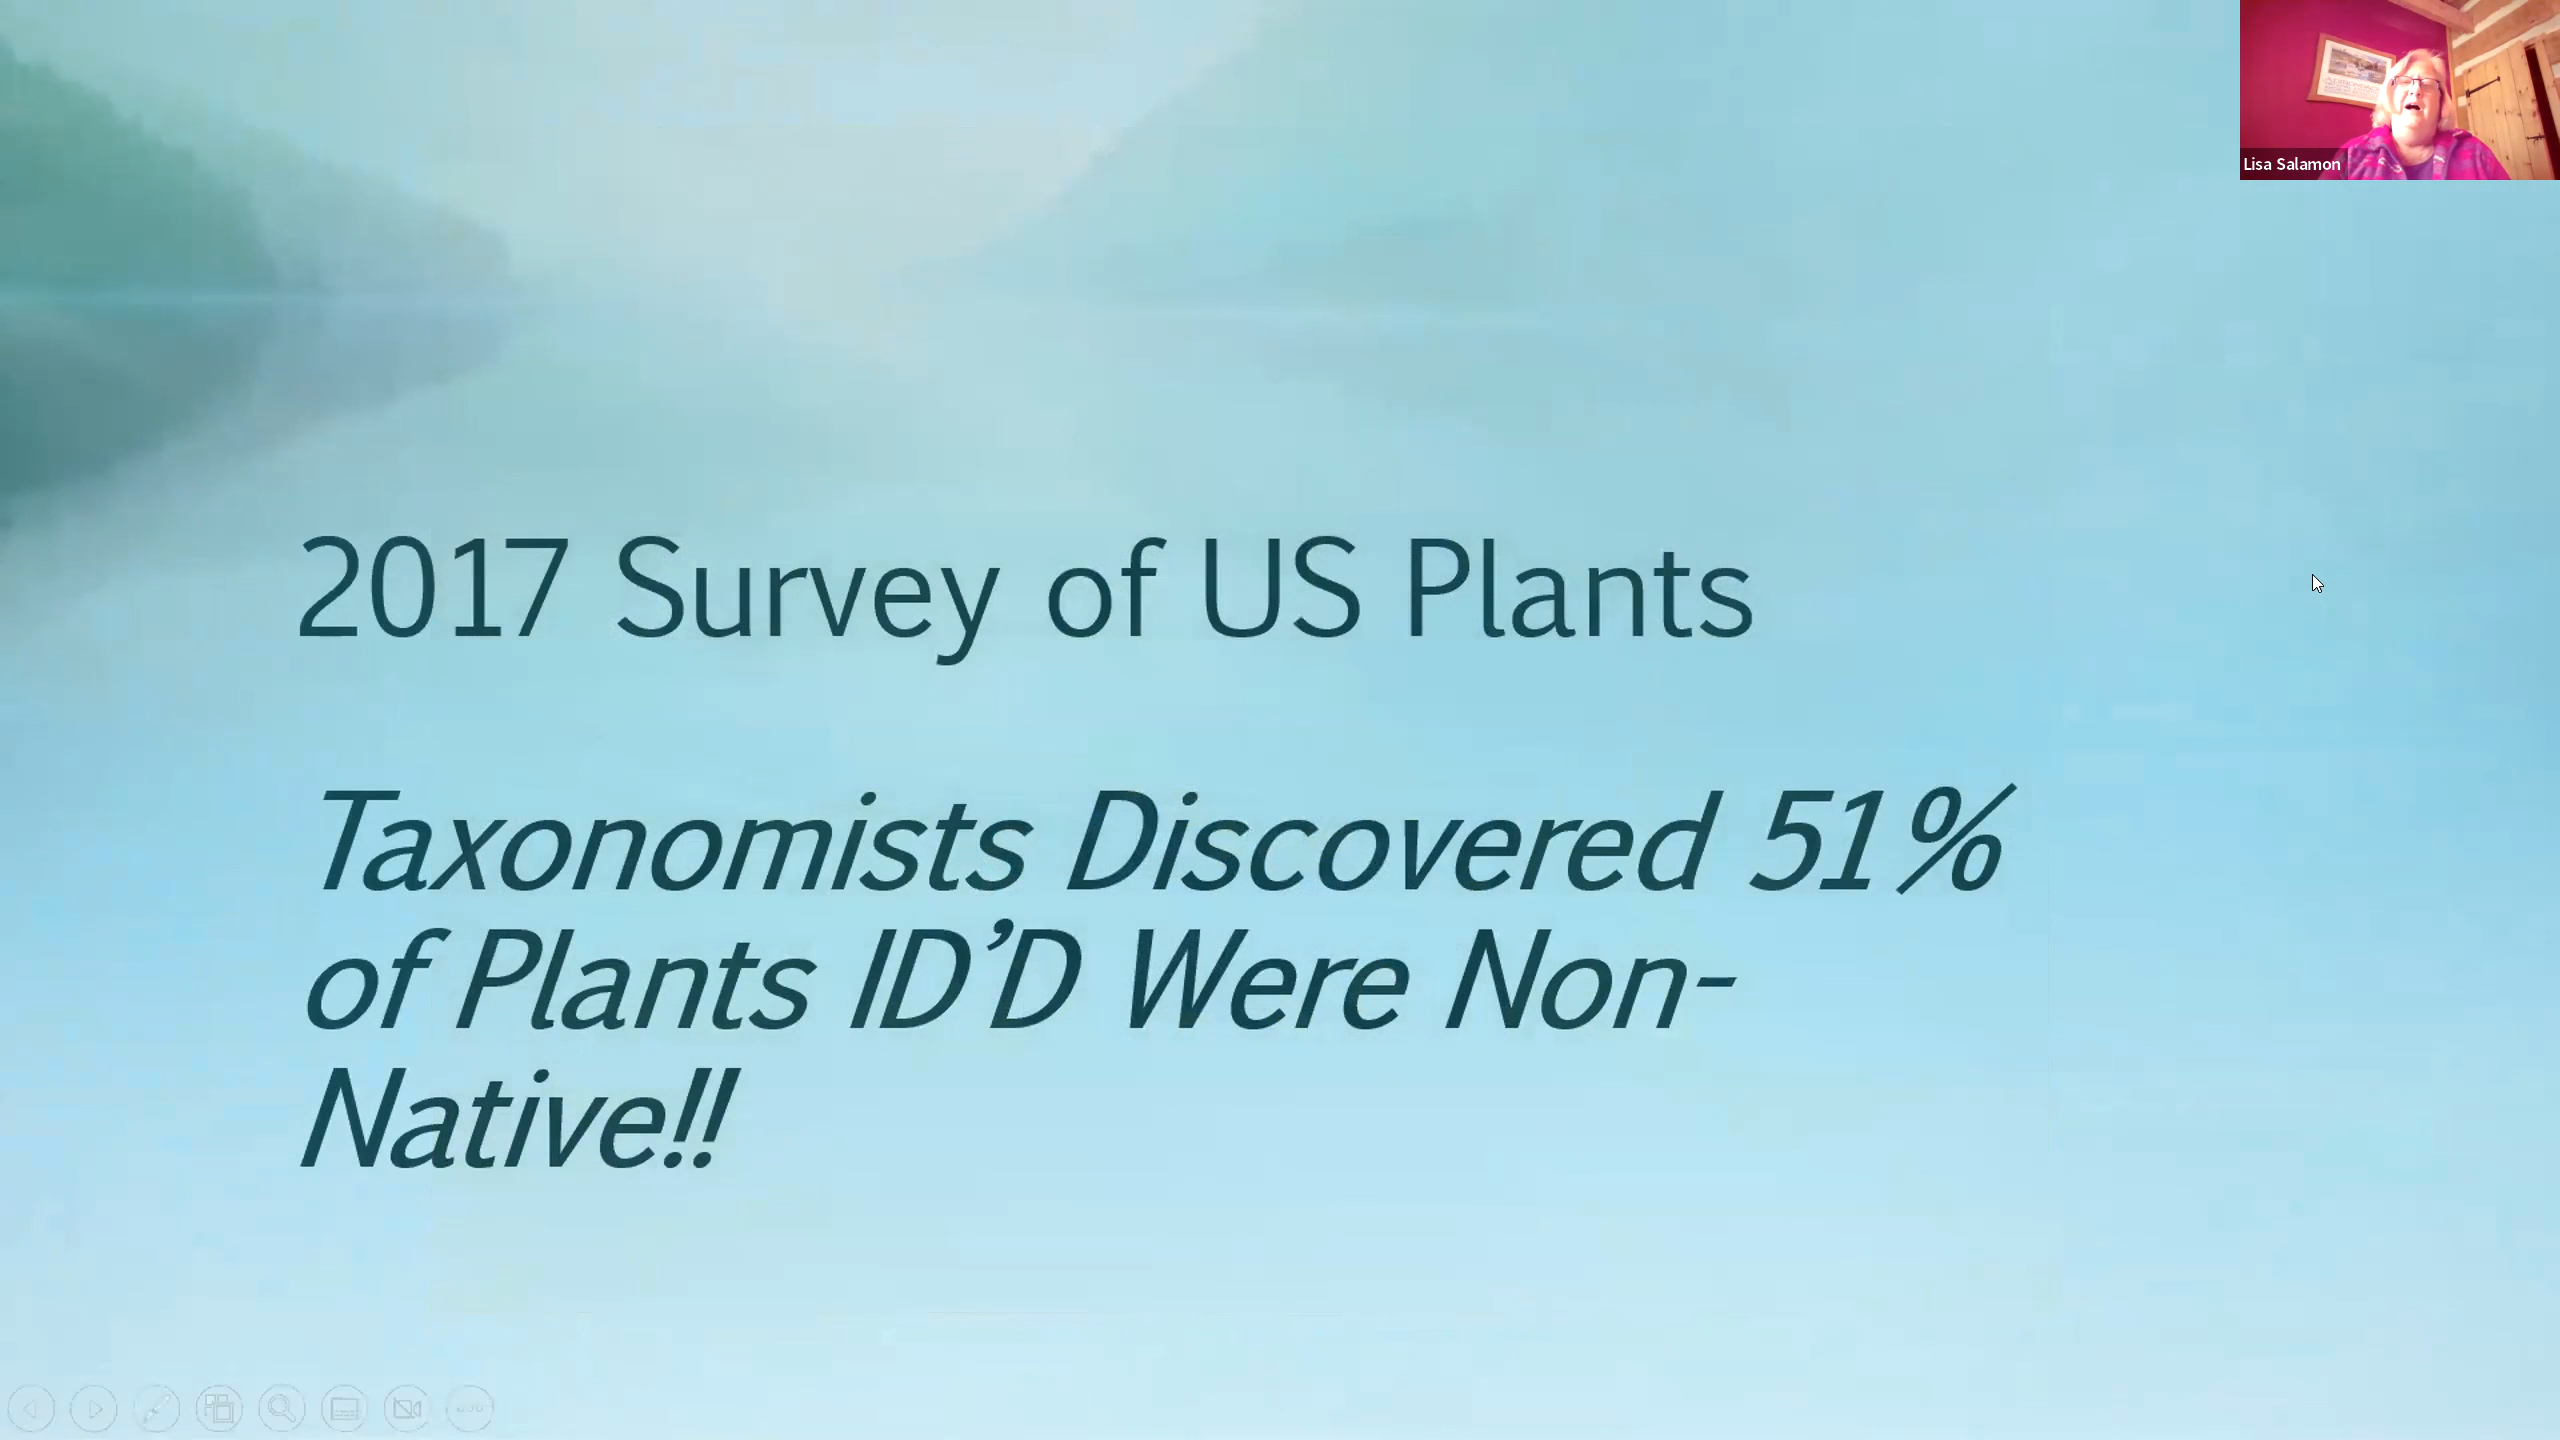 Lisa Salamon
2017 Survey of US Plants
Taxonomists Discovered 51%
of Plants ID’D Were Non-
Native!!